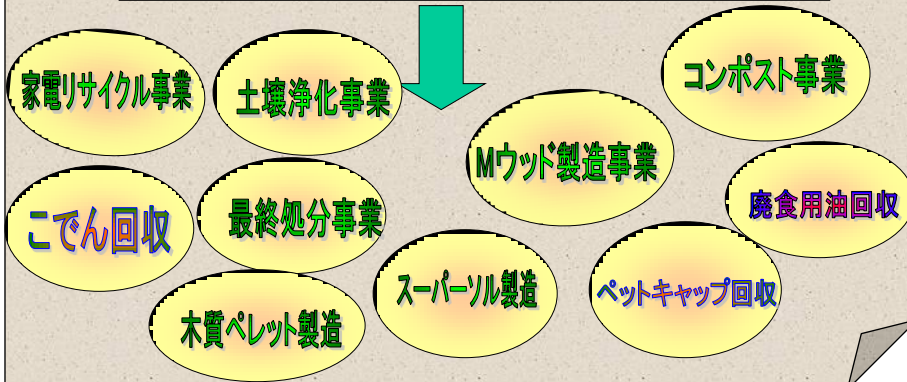 家電リサイクル事業
土壌浄化事業
コンポスト事業
Mウッド製造事業
こでん回収
最終処分事業
廃食用油回収
スーパーソル製造
ペットキャップ回収
木質ペレット製造